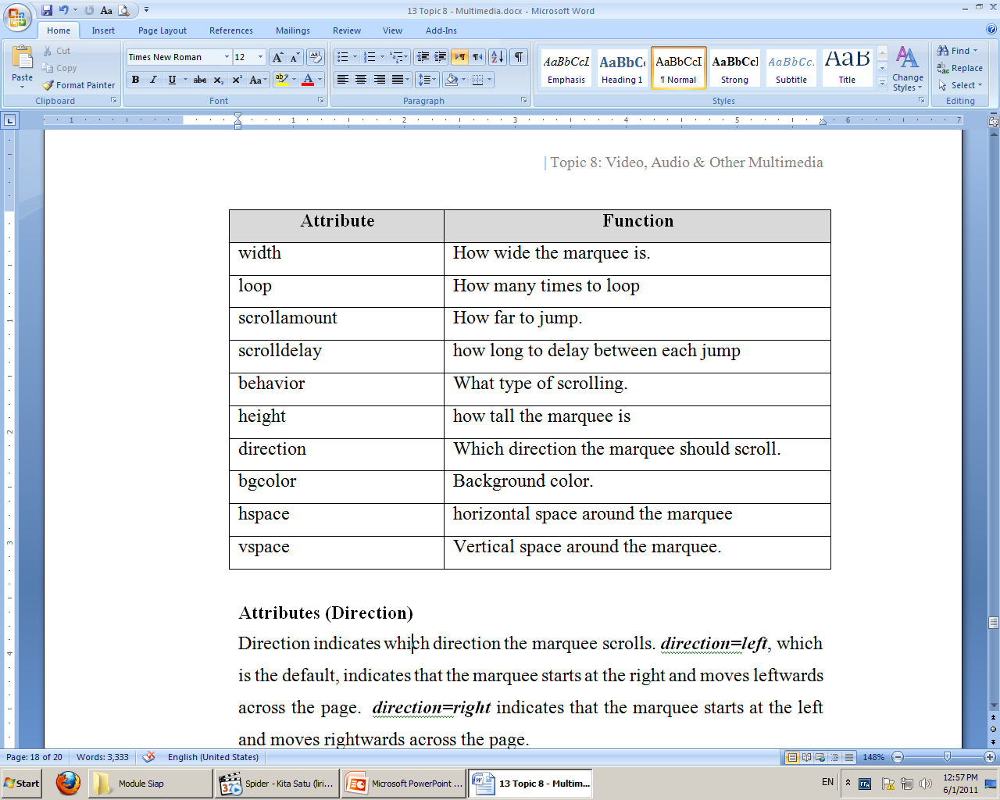 13 Topic 8 - Multimedia.docx - Microsoft Word
Home Insert Page Layout References Mailings Review View Add-Ins
Paste
Cut
Copy
Format Painter
Clipboard
Times New Roman 12
Font
Paragraph
AaBbCcI AaBbC AaBbCcI AaBbCcI AaBbCc. AaB
Emphasis Heading 1 ¶ Normal Strong Subtitle Title
Change Styles
Styles
Find
Replace
Select
Editing
1 1 2 3 4 5 6 7
Topic 8: Video, Audio & Other Multimedia
Attribute Function
width How wide the marquee is.
loop How many times to loop
scrollamount How far to jump.
scrolldelay how long to delay between each jump
behavior What type of scrolling.
height how tall the marquee is
direction Which direction the marquee should scroll.
bgcolor Background color.
hspace horizontal space around the marquee
vspace Vertical space around the marquee.
Attributes (Direction)
Direction indicates which direction the marquee scrolls. direction=left, which
is the default, indicates that the marquee starts at the right and moves leftwards
across the page. direction=right indicates that the marquee starts at the left
and moves rightwards across the page.
Page: 18 of 20 Words: 3,333 English (United States) 148%
Start Module Siap Spider - Kita Satu (liri... Microsoft PowerPoint ... 13 Topic 8 - Multim... EN 12:57 PM
6/1/2011